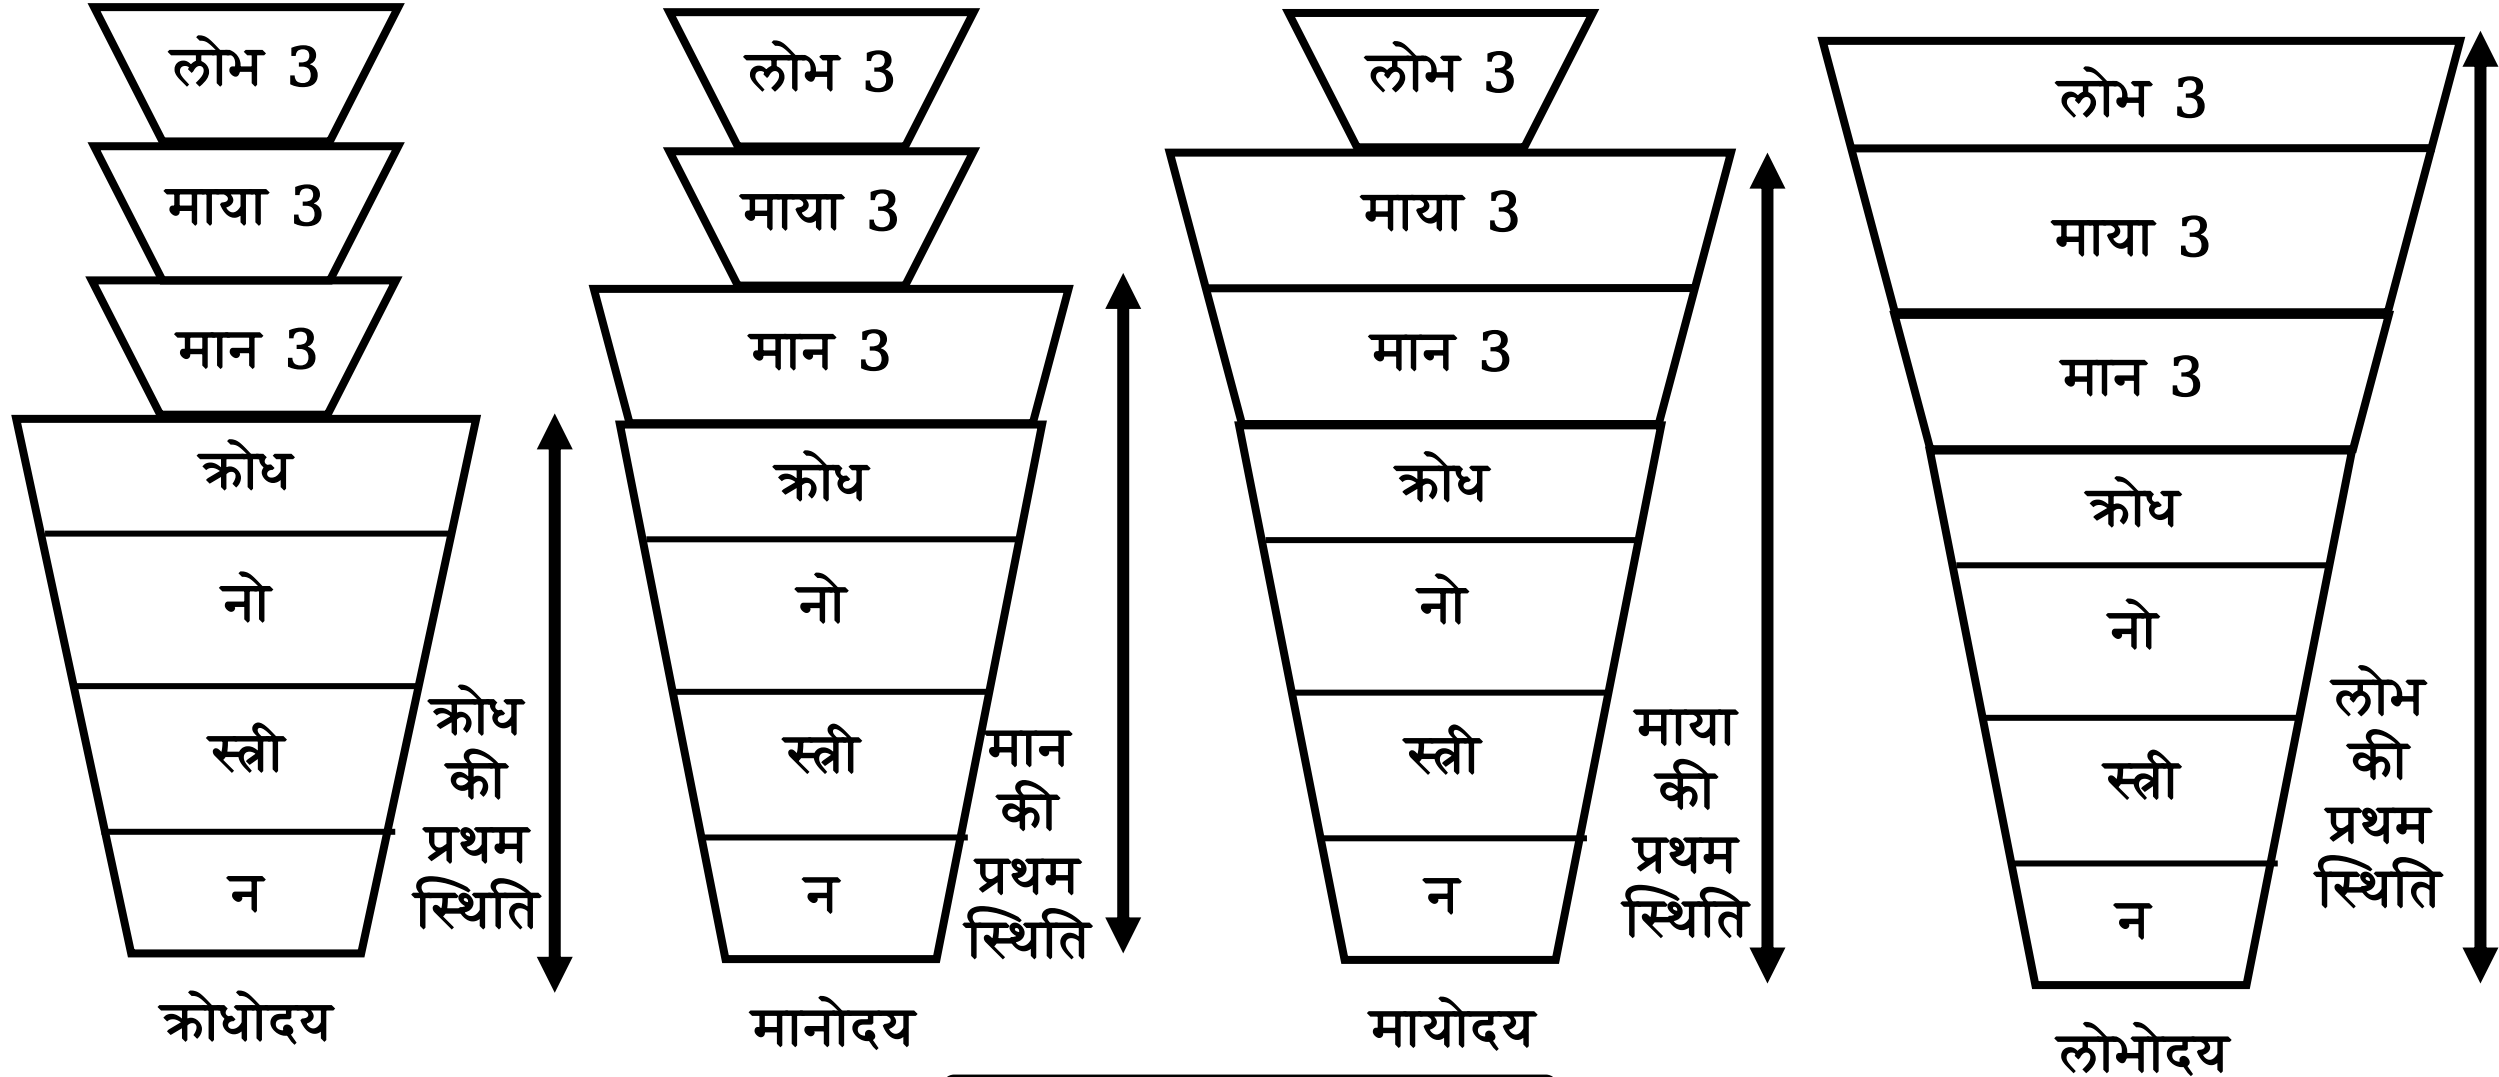 लोभ 3
माया 3
मान 3
क्रोध
नो
स्त्री
न
क्रोध
की
प्रथम
स्थिति
क्रोधोदय
लोभ 3
माया 3
मान 3
क्रोध
नो
स्त्री
न
मान
की
प्रथम
स्थिति
मानोदय
लोभ 3
माया 3
मान 3
क्रोध
नो
स्त्री
न
माया
की
प्रथम
स्थिति
मायोदय
लोभ 3
माया 3
मान 3
क्रोध
नो
स्त्री
न
लोभ
की
प्रथम
स्थिति
लोभोदय